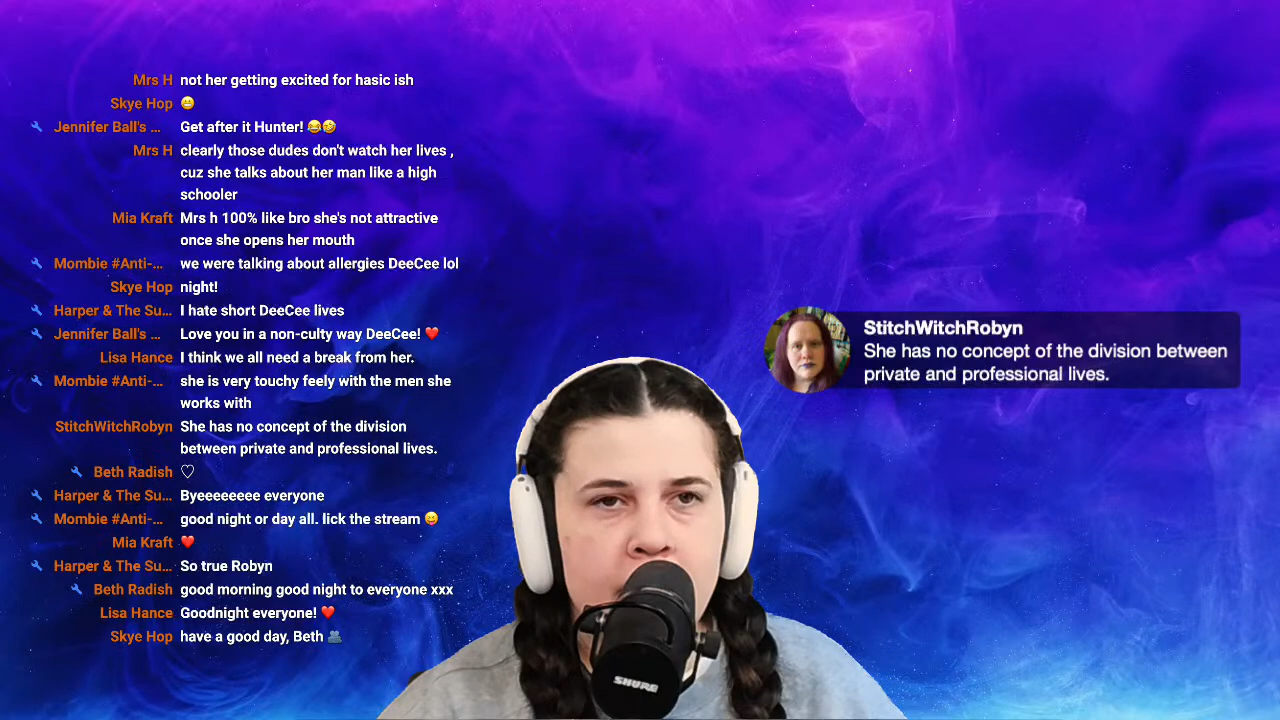 Mrs H not her getting excited for hasic ish
Skye Hop 😬
Jennifer Ball's ... Get after it Hunter! 😂🤣
Mrs H clearly those dudes don't watch her lives ,
cuz she talks about her man like a high
schooler
Mia Kraft Mrs h 100% like bro she's not attractive
once she opens her mouth
Mombie #Anti-... we were talking about allergies DeeCee lol
Skye Hop night!
Harper & The Su... I hate short DeeCee lives
Jennifer Ball's ... Love you in a non-culty way DeeCee! ❤️
Lisa Hance I think we all need a break from her.
Mombie #Anti-... she is very touchy feely with the men she
works with
StitchWitchRobyn She has no concept of the division
between private and professional lives.
Beth Radish ♡
Harper & The Su... Byeeeeeeee everyone
Mombie #Anti-... good night or day all. lick the stream 😝
Mia Kraft ❤️
Harper & The Su... So true Robyn
Beth Radish good morning good night to everyone xxx
Lisa Hance Goodnight everyone! ❤️
Skye Hop have a good day, Beth 🫂
StitchWitchRobyn
She has no concept of the division between
private and professional lives.
SHURE